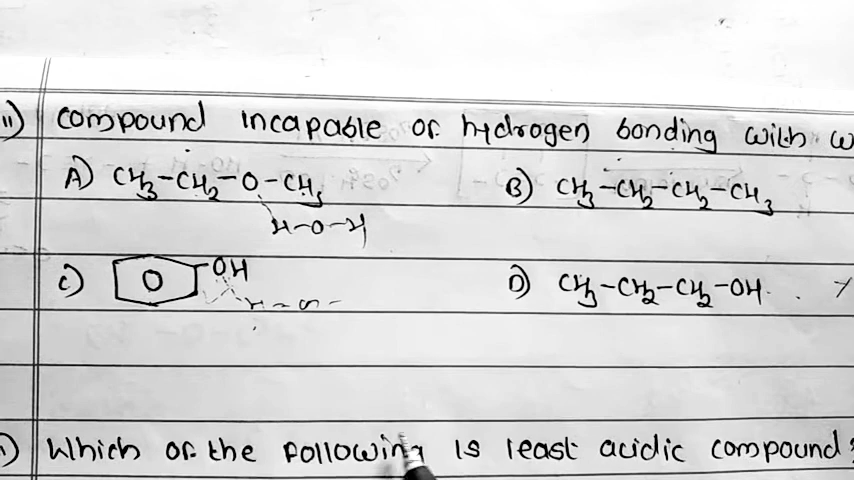 ii) compound incapable of hydrogen bonding with w
A) CH3-CH2-O-CH3 B) CH3-CH2-CH2-CH3
H-O-H
C) OH D) CH3-CH2-CH2-OH
H-O-
Which of the following is least acidic compound?